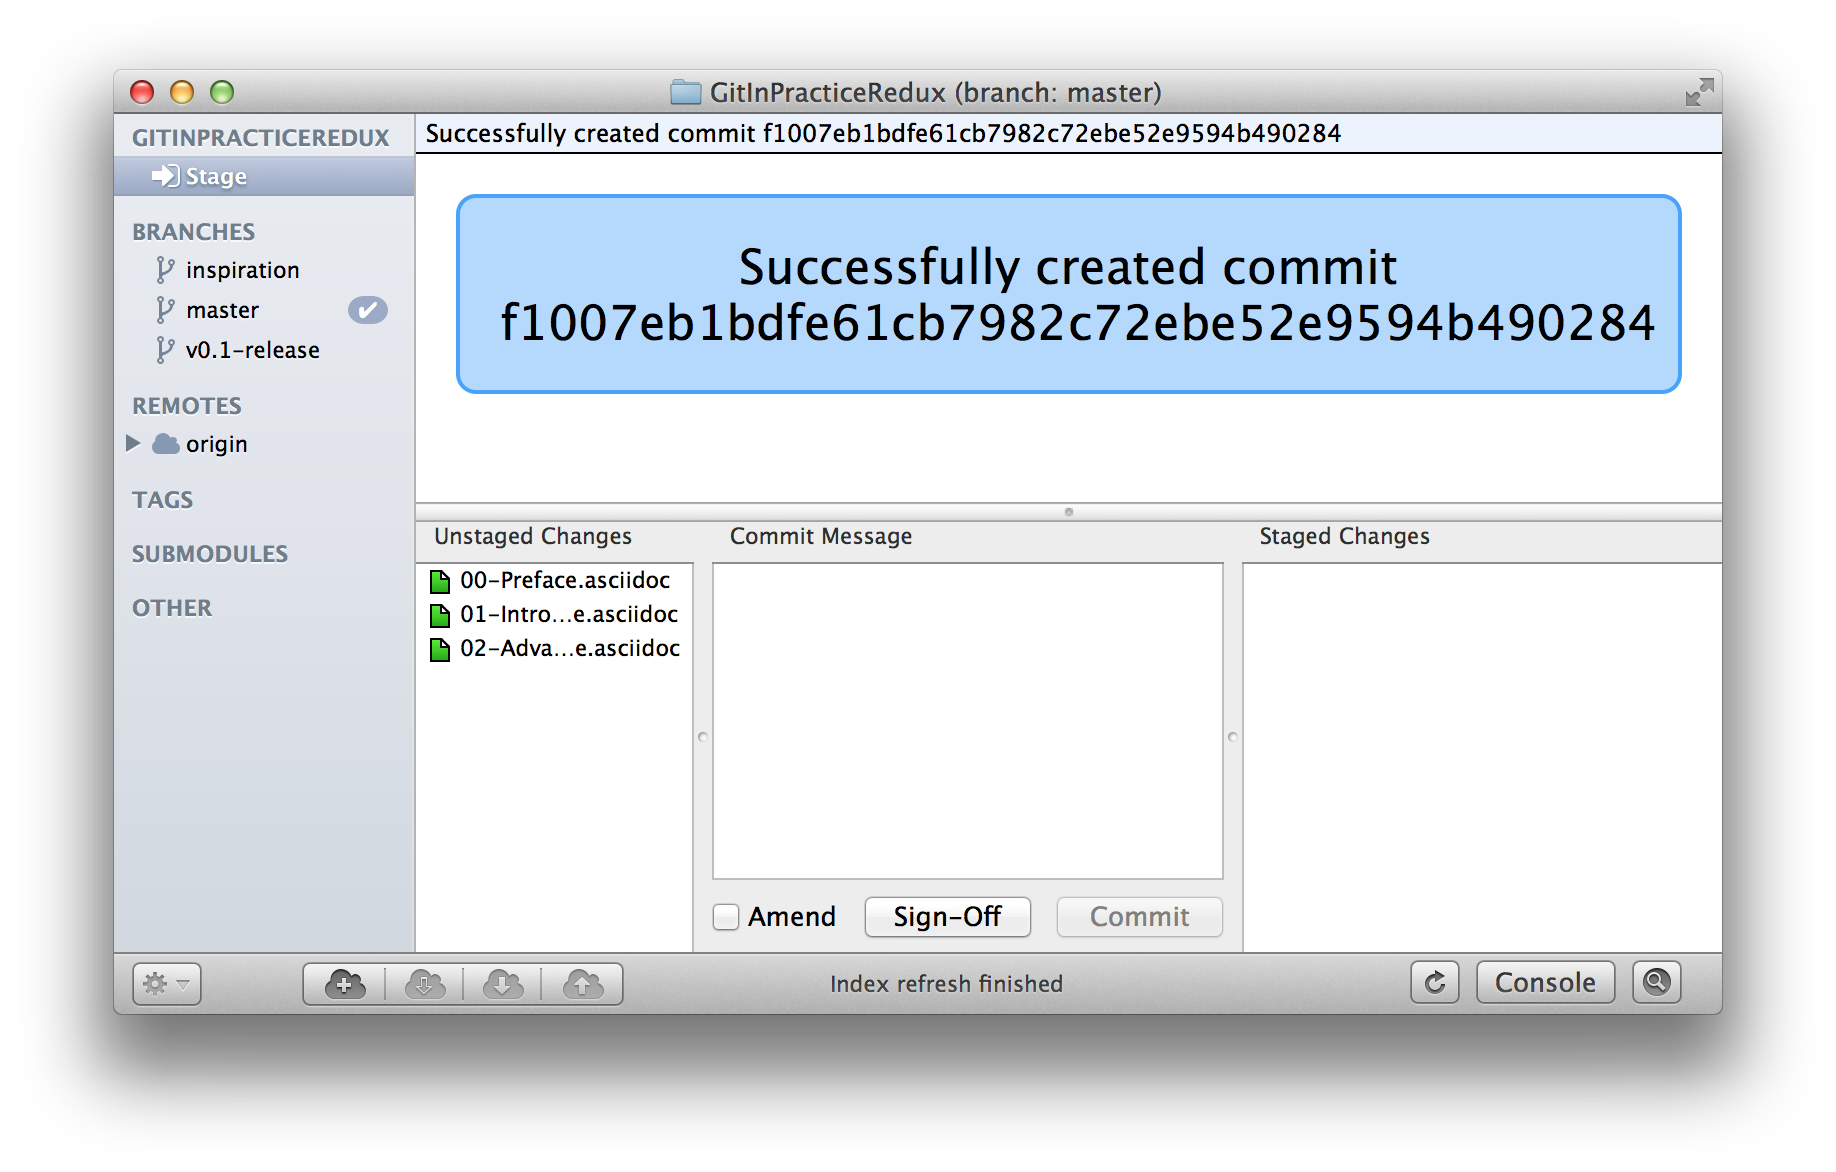 GitInPracticeRedux (branch: master)
GITINPRACTICEREDUX
Stage
BRANCHES
inspiration
master
v0.1-release
REMOTES
origin
TAGS
SUBMODULES
OTHER
Successfully created commit f1007eb1bdfe61cb7982c72ebe52e9594b490284
Successfully created commit
f1007eb1bdfe61cb7982c72ebe52e9594b490284
Unstaged Changes
00-Preface.asciidoc
01-Intro...e.asciidoc
02-Adva...e.asciidoc
Commit Message
Amend
Sign-Off
Commit
Staged Changes
Index refresh finished
Console